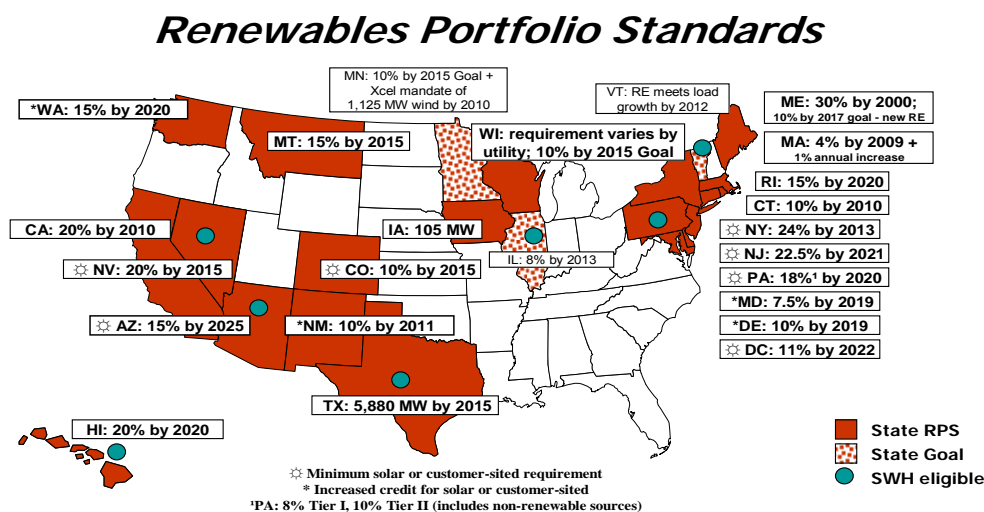 Renewables Portfolio Standards
MN: 10% by 2015 Goal +
Xcel mandate of
1,125 MW wind by 2010
VT: RE meets load
growth by 2012
ME: 30% by 2000;
10% by 2017 goal - new RE
*WA: 15% by 2020
MT: 15% by 2015
WI: requirement varies by
utility; 10% by 2015 Goal
MA: 4% by 2009 +
1% annual increase
RI: 15% by 2020
CT: 10% by 2010
CA: 20% by 2010
IA: 105 MW
☼ NY: 24% by 2013
IL: 8% by 2013
☼ NJ: 22.5% by 2021
☼ NV: 20% by 2015
☼ CO: 10% by 2015
☼ PA: 18%¹ by 2020
*MD: 7.5% by 2019
☼ AZ: 15% by 2025
*NM: 10% by 2011
*DE: 10% by 2019
☼ DC: 11% by 2022
TX: 5,880 MW by 2015
HI: 20% by 2020
State RPS
State Goal
SWH eligible
☼ Minimum solar or customer-sited requirement
* Increased credit for solar or customer-sited
¹PA: 8% Tier I, 10% Tier II (includes non-renewable sources)